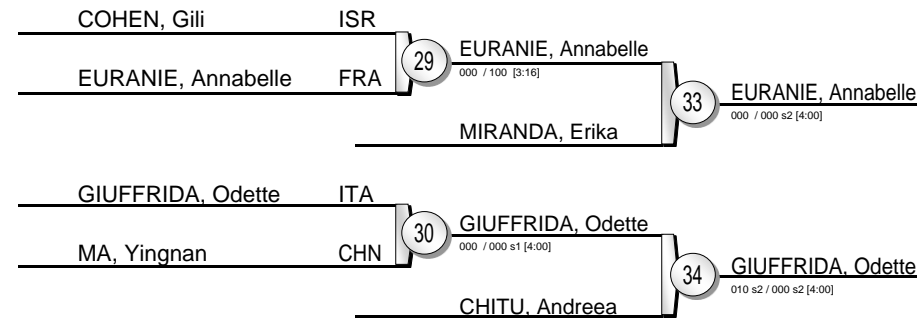 COHEN, Gili ISR
29
EURANIE, Annabelle
000 / 100 [3:16]
EURANIE, Annabelle FRA
33
EURANIE, Annabelle
000 / 000 s2 [4:00]
MIRANDA, Erika
GIUFFRIDA, Odette ITA
30
GIUFFRIDA, Odette
000 / 000 s1 [4:00]
MA, Yingnan CHN
34
GIUFFRIDA, Odette
010 s2 / 000 s2 [4:00]
CHITU, Andreea